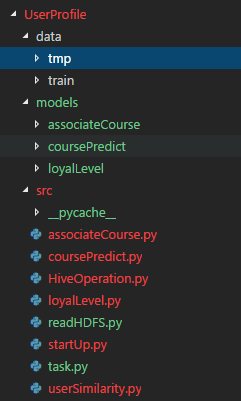 UserProfile
data
tmp
train
models
associateCourse
coursePredict
loyalLevel
src
__pycache__
associateCourse.py
coursePredict.py
HiveOperation.py
loyalLevel.py
readHDFS.py
startUp.py
task.py
userSimilarity.py